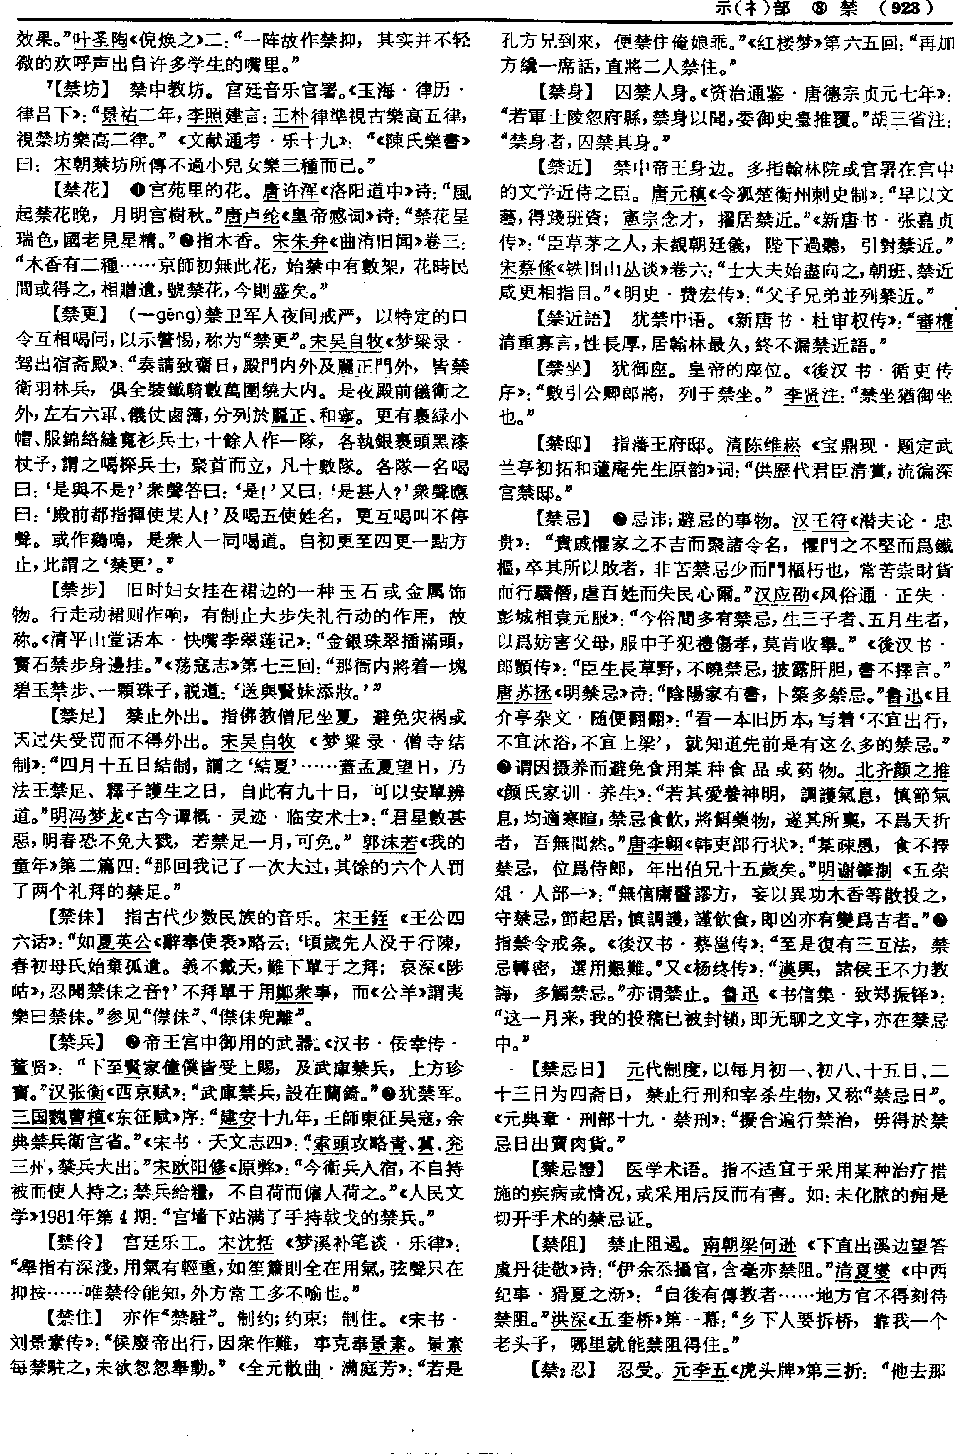 示(礻)部 ⑧ 禁 (923)
效果。”叶圣陶《倪焕之》二:“一阵故作禁抑，其实并不轻
微的欢呼声出自许多学生的嘴里。”
【禁坊】 禁中教坊。宫廷音乐官署。《玉海·律历·
律吕下》:“景祐二年，李照建言:王朴律準視古樂高五律，
視禁坊樂高二律。” 《文献通考·乐十九》: “《陳氏樂書》
曰: 宋朝禁坊所傳不過小兒女樂三種而已。”
【禁花】 ❶宫苑里的花。唐许浑《洛阳道中》诗:“風
起禁花晚，月明宫樹秋。”唐卢纶《皇帝感词》诗:“禁花呈
瑞色，國老見星精。”❷指木香。宋朱弁《曲洧旧闻》卷三:
“木香有二種……京師初無此花，始禁中有數架，花時民
間或得之，相贈遺，號禁花，今則盛矣。”
【禁更】 (—gēng)禁卫军人夜间戒严，以特定的口
令互相喝问，以示警惕，称为“禁更”。宋吴自牧《梦粱录·
驾出宿斋殿》:“奏請致齋日，殿門内外及麗正門外，皆禁
衛羽林兵，俱全裝鐵騎數萬圍繞大内。是夜殿前儀衛之
外，左右六軍、儀仗鹵簿，分列於麗正、和寧。更有裹緑小
帽、服錦絡縫寬衫兵士，十餘人作一隊，各執銀裹頭黑漆
杖子，謂之喝探兵士，聚首而立，凡十數隊。各隊一名喝
曰:‘是與不是?’衆聲答曰:‘是!’又曰:‘是甚人?’衆聲應
曰:‘殿前都指揮使某人!’及喝五使姓名，更互喝叫不停
聲。或作鷄鳴，是衆人一同喝道。自初更至四更一點方
止，此謂之‘禁更’。”
【禁步】 旧时妇女挂在裙边的一种玉石或金属饰
物。行走动裙则作响，有制止大步失礼行动的作用，故
称。《清平山堂话本·快嘴李翠莲记》:“金銀珠翠插滿頭，
寶石禁步身邊挂。”《荡寇志》第七三回:“那衙内將着一塊
碧玉禁步、一顆珠子，説道:‘送與賢妹添妝。’”
【禁足】 禁止外出。指佛教僧尼坐夏，避免灾祸或
犬过失受罚而不得外出。宋吴自牧《梦粱录·僧寺结
制》:“四月十五日結制，謂之‘結夏’……蓋孟夏望日，乃
法王禁足、釋子護生之日，自此有九十日，可以安單辨
道。”明冯梦龙《古今谭概·灵迹·临安术士》:“君星數甚
惡，明春恐不免大戮，若禁足一月，可免。” 郭沫若《我的
童年》第二篇四:“那回我记了一次大过，其馀的六个人罚
了两个礼拜的禁足。”
【禁侏】 指古代少数民族的音乐。宋王铚《王公四
六话》:“如夏英公《辭奉使表》略云:‘頃歲先人没于行陳，
春初母氏始棄孤遺。義不戴天，難下單于之拜；哀深《陟
岵》，忍聞禁侏之音?’不拜單于用鄭衆事，而《公羊》謂夷
樂曰禁侏。”参见“僸侏”、“僸侏兜離”。
【禁兵】 ❶帝王宫中御用的武器。《汉书·佞幸传·
董贤》: “下至賢家僮僕皆受上賜，及武庫禁兵，上方珍
寶。”汉张衡《西京赋》:“武庫禁兵，設在蘭錡。”❷犹禁军。
三国魏曹植《东征赋》序:“建安十九年，王師東征吴寇，余
典禁兵衛宫省。”《宋书·天文志四》:“索頭攻略青、冀、兖
三州，禁兵大出。”宋欧阳修《原弊》:“今衛兵入宿，不自持
被而使人持之；禁兵給糧，不自荷而僱人荷之。”《人民文
学》1981年第4期:“宫墙下站满了手持戟戈的禁兵。”
【禁伶】 宫廷乐工。宋沈括《梦溪补笔谈·乐律》:
“舉指有深淺，用氣有輕重，如笙簫則全在用氣，弦聲只在
抑按……唯禁伶能知，外方常工多不喻也。”
【禁住】 亦作“禁駐”。制约；约束；制住。《宋书·
刘景素传》:“候廢帝出行，因衆作難，事克奉景素。景素
每禁駐之，未欲怱怱舉動。” 《全元散曲·满庭芳》:“若是
孔方兄到來，便禁住俺娘乖。”《红楼梦》第六五回:“再加
方纔一席話，直將二人禁住。”
【禁身】 囚禁人身。《资治通鉴·唐德宗贞元七年》:
“若軍士陵忽府縣，禁身以聞，委御史臺推覆。”胡三省注:
“禁身者，囚禁其身。”
【禁近】 禁中帝王身边。多指翰林院或官署在宫中
的文学近侍之臣。唐元稹《令狐楚衡州刺史制》:“早以文
藝，得踐班資；憲宗念才，擢居禁近。”《新唐书·张嘉贞
传》:“臣草茅之人，未覩朝廷儀，陛下過聽，引對禁近。”
宋蔡絛《铁围山丛谈》卷六:“士大夫始盡向之，朝班、禁近
咸更相指目。”《明史·费宏传》:“父子兄弟並列禁近。”
【禁近語】 犹禁中语。《新唐书·杜审权传》:“審權
清重寡言，性長厚，居翰林最久，終不漏禁近語。”
【禁坐】 犹御座。皇帝的座位。《後汉书·循吏传
序》:“數引公卿郎將，列于禁坐。” 李贤注:“禁坐猶御坐
也。”
【禁邸】 指藩王府邸。清陈维崧《宝鼎现·题定武
兰亭初拓和蘧庵先生原韵》词:“供歷代君臣清賞，流徧深
宫禁邸。”
【禁忌】 ❶忌讳；避忌的事物。汉王符《潜夫论·忠
贵》: “貴戚懼家之不吉而聚諸令名，懼門之不堅而爲鐵
樞，卒其所以敗者，非苦禁忌少而門樞朽也，常苦崇財貨
而行驕僭，虐百姓而失民心爾。”汉应劭《风俗通·正失·
彭城相袁元服》:“今俗間多有禁忌，生三子者、五月生者，
以爲妨害父母，服中子犯禮傷孝，莫肯收舉。” 《後汉书·
郎顗传》:“臣生長草野，不曉禁忌，披露肝胆，書不擇言。”
唐苏拯《明禁忌》诗:“陰陽家有書，卜築多禁忌。”鲁迅《且
介亭杂文·随便翻翻》:“看一本旧历本，写着‘不宜出行，
不宜沐浴，不宜上梁’，就知道先前是有这么多的禁忌。”
❷谓因摄养而避免食用某种食品或药物。北齐颜之推
《颜氏家训·养生》:“若其愛養神明，調護氣息，慎節氣
息，均適寒暄，禁忌食飲，將餌藥物，遂其所稟，不爲夭折
者，吾無間然。”唐李翱《韩吏部行状》:“某疎愚，食不擇
禁忌，位爲侍郎，年出伯兄十五歲矣。”明谢肇淛《五杂
俎·人部一》:“無信庸醫謬方，妄以異功木香等散投之，
守禁忌，節起居，慎調護，謹飲食，即凶亦有變爲吉者。”❸
指禁令戒条。《後汉书·蔡邕传》:“至是復有三互法，禁
忌轉密，選用艱難。”又《杨终传》:“漢興，諸侯王不力教
誨，多觸禁忌。”亦谓禁止。鲁迅《书信集·致郑振铎》:
“这一月来，我的投稿已被封锁，即无聊之文字，亦在禁忌
中。”
【禁忌日】 元代制度，以每月初一、初八、十五日、二
十三日为四斋日，禁止行刑和宰杀生物，又称“禁忌日”。
《元典章·刑部十九·禁刑》:“擬合遍行禁治，毋得於禁
忌日出賣肉貨。”
【禁忌證】 医学术语。指不适宜于采用某种治疗措
施的疾病或情况，或采用后反而有害。如:未化脓的痈是
切开手术的禁忌证。
【禁阻】 禁止阻遏。南朝梁何逊《下直出溪边望答
虞丹徒敬》诗:“伊余忝攝官，含毫亦禁阻。”清夏燮《中西
纪事·猾夏之渐》: “自後有傳教者……地方官不得刻待
禁阻。”洪深《五奎桥》第一幕:“乡下人要拆桥，靠我一个
老头子，哪里就能禁阻得住。”
【禁₂忍】 忍受。元李五《虎头牌》第三折: “他去那